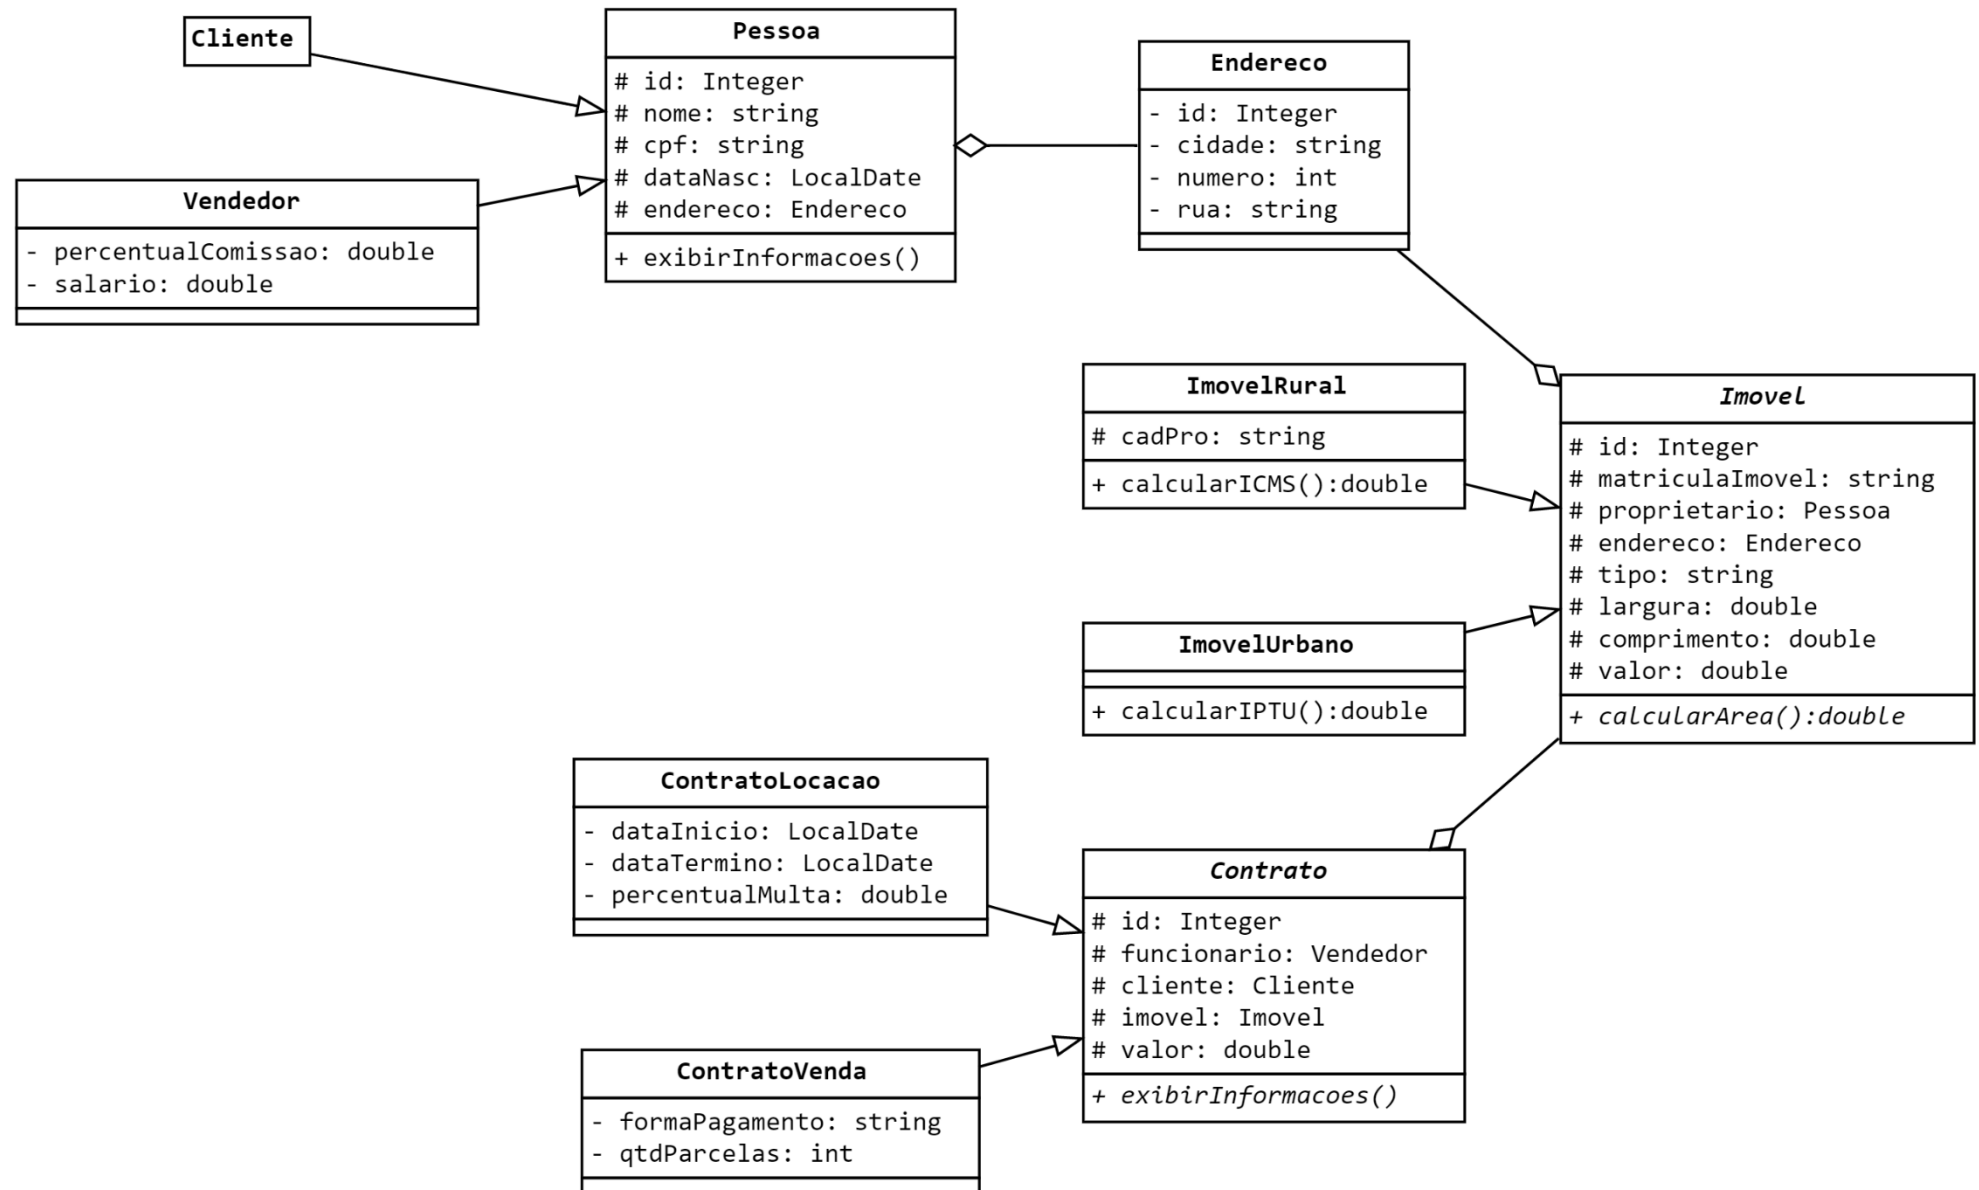 Cliente
Pessoa
# id: Integer
# nome: string
# cpf: string
# dataNasc: LocalDate
# endereco: Endereco
+ exibirInformacoes()
Endereco
- id: Integer
- cidade: string
- numero: int
- rua: string
Vendedor
- percentualComissao: double
- salario: double
ImovelRural
# cadPro: string
+ calcularICMS():double
Imovel
# id: Integer
# matriculaImovel: string
# proprietario: Pessoa
# endereco: Endereco
# tipo: string
# largura: double
# comprimento: double
# valor: double
+ calcularArea():double
ImovelUrbano
+ calcularIPTU():double
ContratoLocacao
- dataInicio: LocalDate
- dataTermino: LocalDate
- percentualMulta: double
Contrato
# id: Integer
# funcionario: Vendedor
# cliente: Cliente
# imovel: Imovel
# valor: double
+ exibirInformacoes()
ContratoVenda
- formaPagamento: string
- qtdParcelas: int